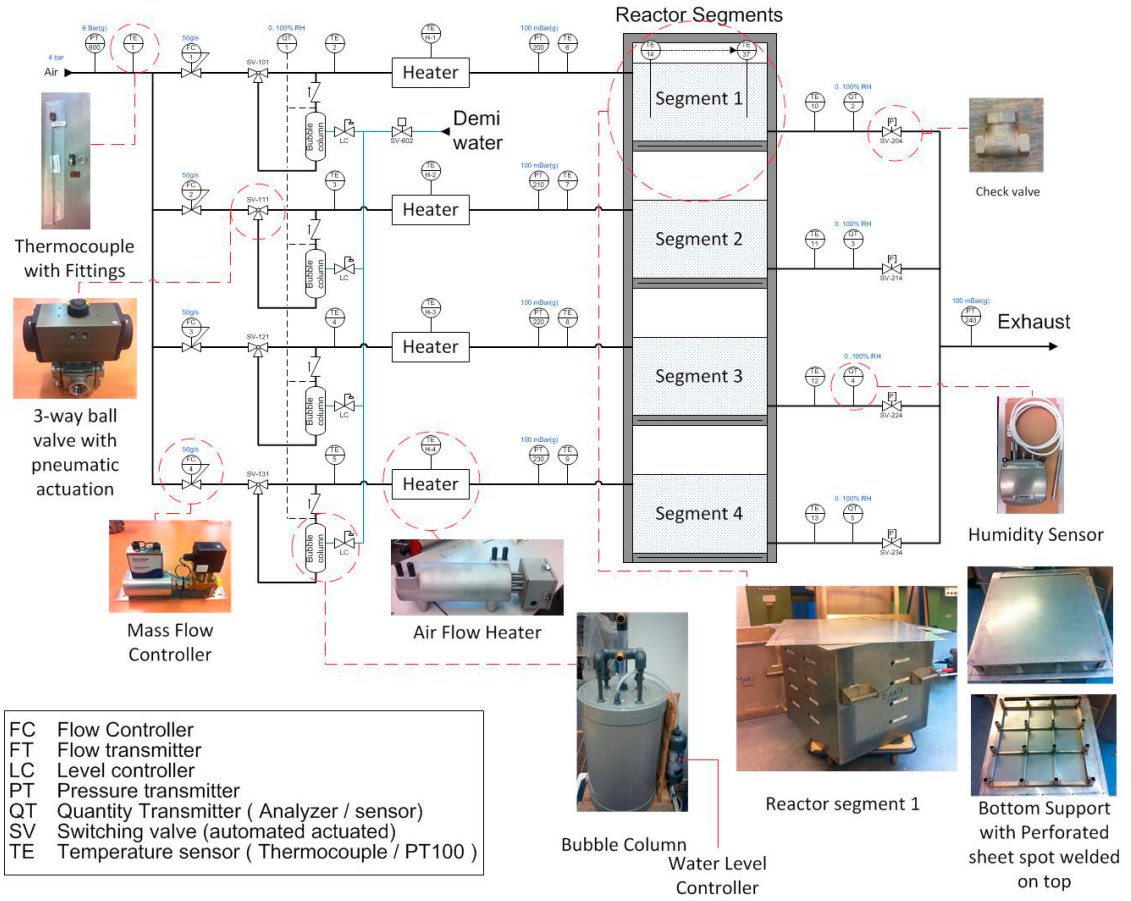 Reactor Segments
6 Bar(g)
PT
600
TE
1
50g/s
FC
1
0..100% RH
QT
1
TE
2
TE
H-1
100 mBar(g)
PT
200
TE
6
TE
14
TE
37
4 bar
Air
SV-101
Heater
Segment 1
Bubble
column
LC
SV-602
Demi
water
TE
10
0..100% RH
QT
2
P
SV-204
Check valve
50g/s
FC
2
SV-111
TE
3
TE
H-2
Heater
100 mBar(g)
PT
210
TE
7
Segment 2
Bubble
column
LC
TE
11
0..100% RH
QT
3
P
SV-214
Thermocouple
with Fittings
50g/s
FC
3
SV-121
TE
4
TE
H-3
Heater
100 mBar(g)
PT
220
TE
8
Segment 3
Bubble
column
LC
TE
12
0..100% RH
QT
4
P
SV-224
100 mBar(g)
PT
240
Exhaust
3-way ball
valve with
pneumatic
actuation
50g/s
FC
4
SV-131
TE
5
TE
H-4
Heater
100 mBar(g)
PT
230
TE
9
Segment 4
Bubble
column
LC
TE
13
0..100% RH
QT
5
P
SV-234
Humidity Sensor
Mass Flow
Controller
Air Flow Heater
Bubble Column
Water Level
Controller
Reactor segment 1
Bottom Support
with Perforated
sheet spot welded
on top
FC Flow Controller
FT Flow transmitter
LC Level controller
PT Pressure transmitter
QT Quantity Transmitter ( Analyzer / sensor)
SV Switching valve (automated actuated)
TE Temperature sensor ( Thermocouple / PT100 )